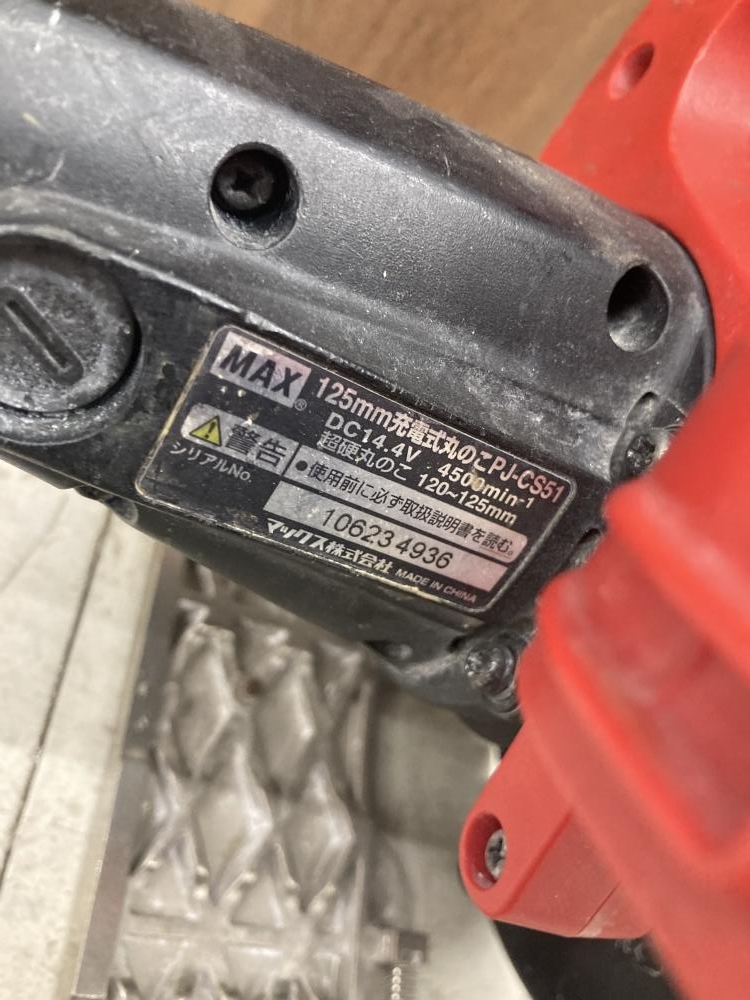 MAX®
125mm充電式丸のこPJ-CS51
DC14.4V 4500min-1
超硬丸のこ 120~125mm
警告 ●使用前に必ず取扱説明書を読む。
シリアルNo. 106234936
マックス株式会社 MADE IN CHINA